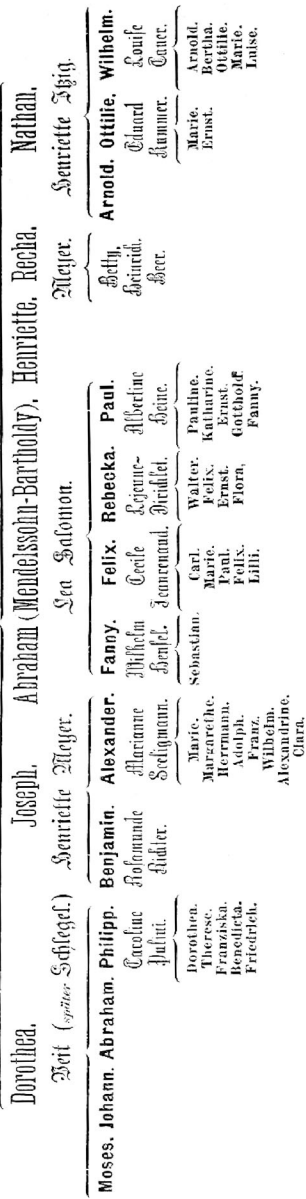 Dorothea. Joseph. Abraham (Mendelssohn-Bartholdy). Henriette. Recha. Nathan.
Veit (später Schlegel.) Henriette Meyer. Lea Salomon. Meyer. Henriette Itzig.
Moses. Johann. Abraham. Philipp. Benjamin. Alexander. Fanny. Felix. Rebecka. Paul. Betty, Arnold. Ottilie. Wilhelm.
Caroline Rosamunde Marianne Wilhelm Cecile Lejeune- Albertine Heinrich Eduard Louise
Pulini. Richter. Seeligmann. Hensel. Jeanrenaud. Dirichlet. Heine. Beer. Kummer. Cauer.
Dorothea.
Therese.
Franziska.
Benedicta.
Friedrich.
Marie.
Margarethe.
Herrmann.
Adolph.
Franz.
Wilhelm.
Alexandrine.
Clara.
Sebastian.
Carl.
Marie.
Paul.
Felix.
Lilli.
Walter.
Felix.
Ernst.
Flora.
Pauline.
Katharine.
Ernst.
Gotthold.
Fanny.
Marie.
Ernst.
Arnold.
Bertha.
Ottilie.
Marie.
Luise.